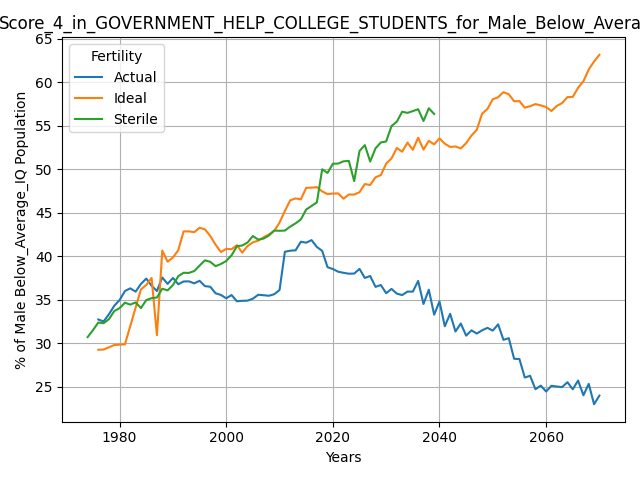 Score_4_in_GOVERNMENT_HELP_COLLEGE_STUDENTS_for_Male_Below_Avera
Fertility
Actual
Ideal
Sterile
65
60
55
50
45
40
35
30
25
% of Male Below_Average_IQ Population
1980
2000
2020
2040
2060
Years